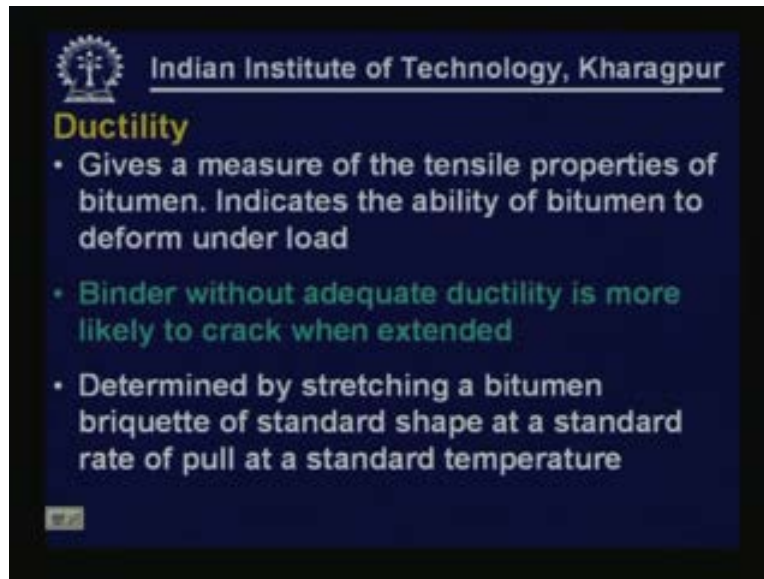 Indian Institute of Technology, Kharagpur
Ductility
• Gives a measure of the tensile properties of
bitumen. Indicates the ability of bitumen to
deform under load
• Binder without adequate ductility is more
likely to crack when extended
• Determined by stretching a bitumen
briquette of standard shape at a standard
rate of pull at a standard temperature